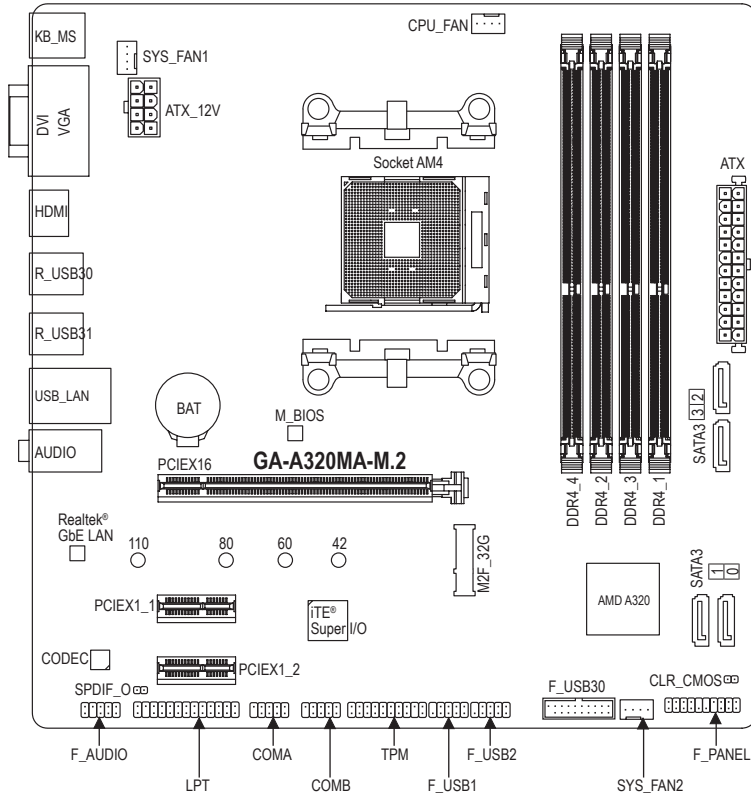 KB_MS
CPU_FAN
SYS_FAN1
DVI
VGA
ATX_12V
Socket AM4
ATX
HDMI
R_USB30
R_USB31
USB_LAN
BAT
M_BIOS
SATA3 3 2
AUDIO
PCIEX16
GA-A320MA-M.2
DDR4_4
DDR4_2
DDR4_3
DDR4_1
Realtek®
GbE LAN
110
80
60
42
M2F_32G
SATA3
1
0
PCIEX1_1
iTE®
Super I/O
AMD A320
CODEC
PCIEX1_2
SPDIF_O
F_USB30
CLR_CMOS
F_AUDIO
COMA
TPM
F_USB2
F_PANEL
LPT
COMB
F_USB1
SYS_FAN2